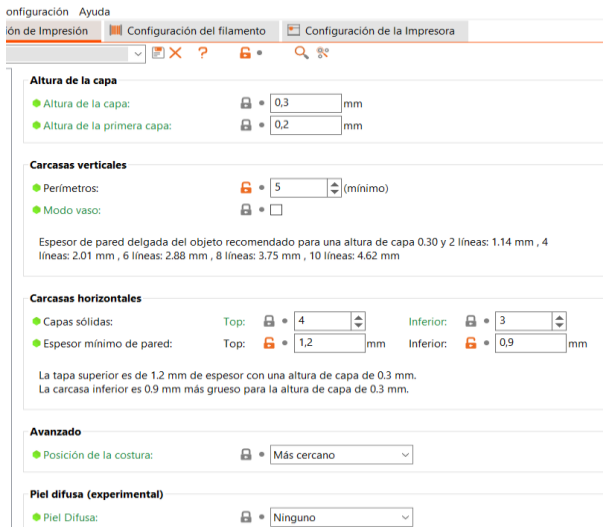 onfiguración Ayuda
ión de Impresión Configuración del filamento Configuración de la Impresora
?
Altura de la capa
Altura de la capa: 0,3 mm
Altura de la primera capa: 0,2 mm
Carcasas verticales
Perímetros: 5 (mínimo)
Modo vaso:
Espesor de pared delgada del objeto recomendado para una altura de capa 0.30 y 2 líneas: 1.14 mm , 4
líneas: 2.01 mm , 6 líneas: 2.88 mm , 8 líneas: 3.75 mm , 10 líneas: 4.62 mm
Carcasas horizontales
Capas sólidas: Top: 4 Inferior: 3
Espesor mínimo de pared: Top: 1,2 mm Inferior: 0,9 mm
La tapa superior es de 1.2 mm de espesor con una altura de capa de 0.3 mm.
La carcasa inferior es 0.9 mm más grueso para la altura de capa de 0.3 mm.
Avanzado
Posición de la costura: Más cercano
Piel difusa (experimental)
Piel Difusa: Ninguno